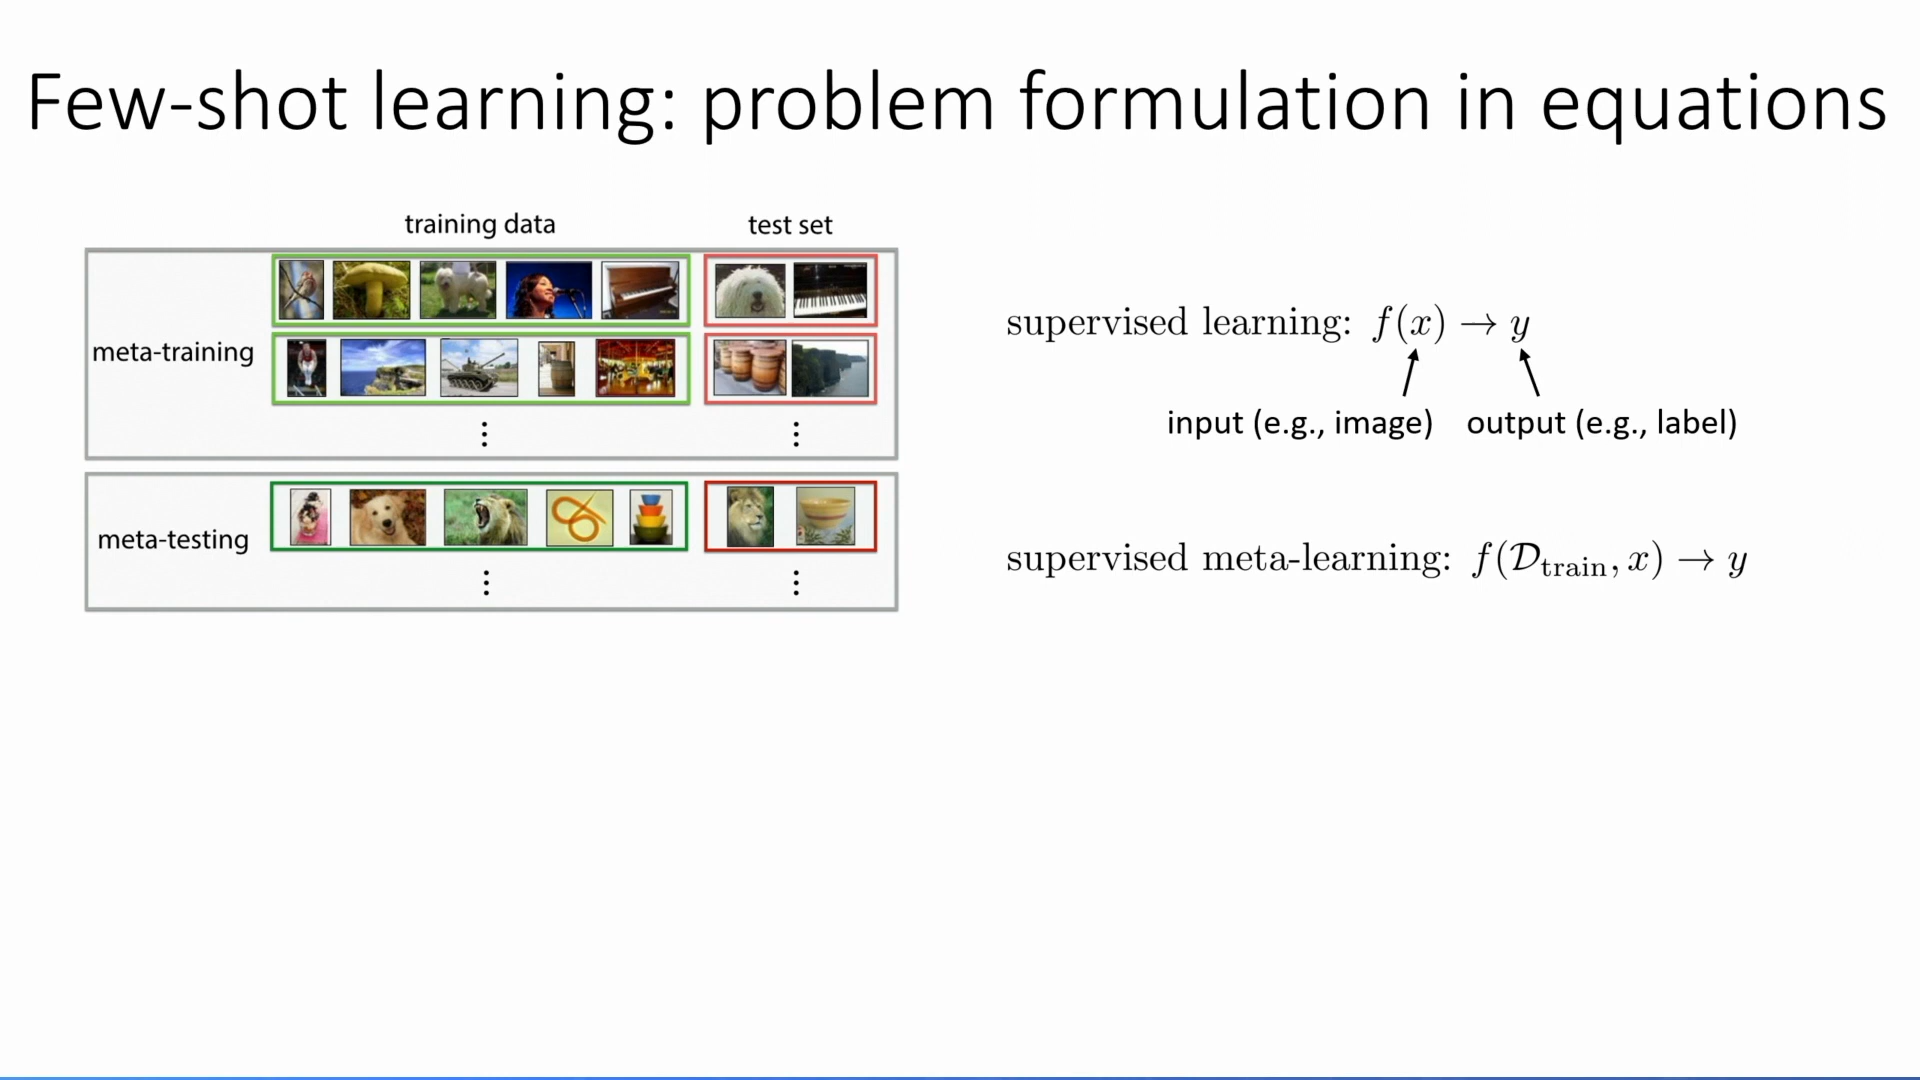 Few-shot learning: problem formulation in equations
training data
test set
meta-training
⋮ ⋮
meta-testing
⋮ ⋮
supervised learning: f(x) → y
input (e.g., image) output (e.g., label)
supervised meta-learning: f(𝒟_train, x) → y